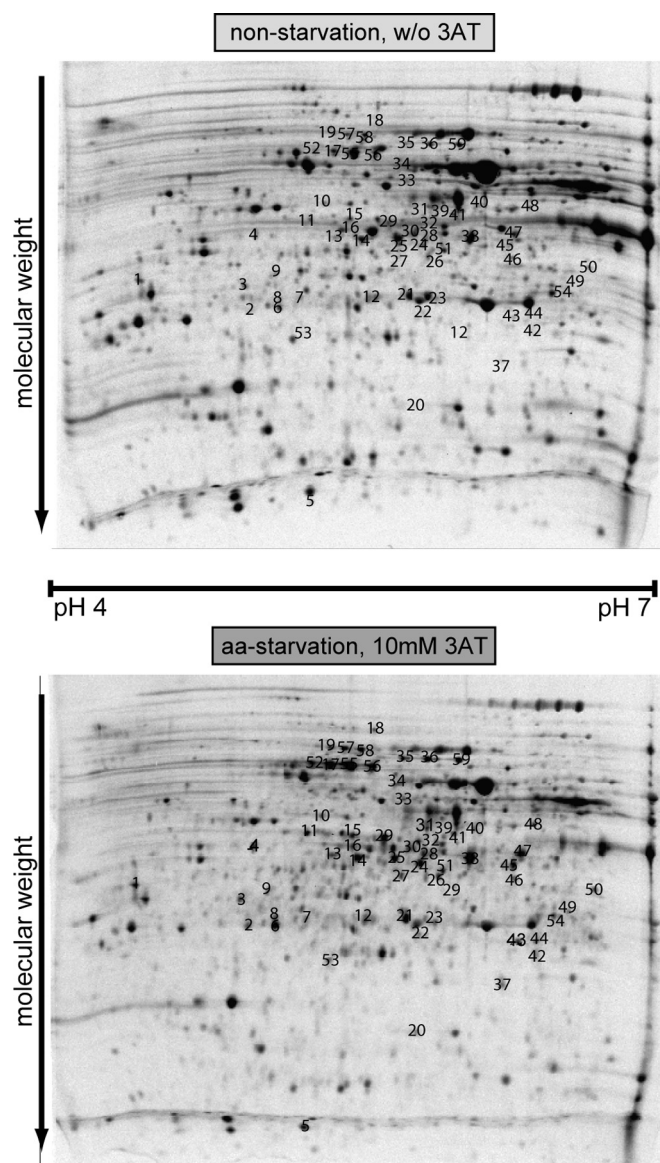 non-starvation, w/o 3AT
molecular weight
18
19 57 58
35 36 59
52 17 55 56
34
33
10 40 48
31 39
11 15 29 32 41
4 13 16 14 30 28 38 47
25 24 51 45
27 26 46
9 50
1 3 49
8 7 12 21 23 54
2 6 22 43 44
53 12 42
37
20
5
pH 4 pH 7
aa-starvation, 10mM 3AT
molecular weight
18
19 57 58
35 36 59
52 17 55 56
34
33
10
11 15 29 31 39 40 48
32 41
4 13 16 14 30 28 38 47
25 24 51 45
27 26 46
1 9 29 50
3 49
8 7 12 21 23 54
2 6 22 43 44
53 42
37
20
5